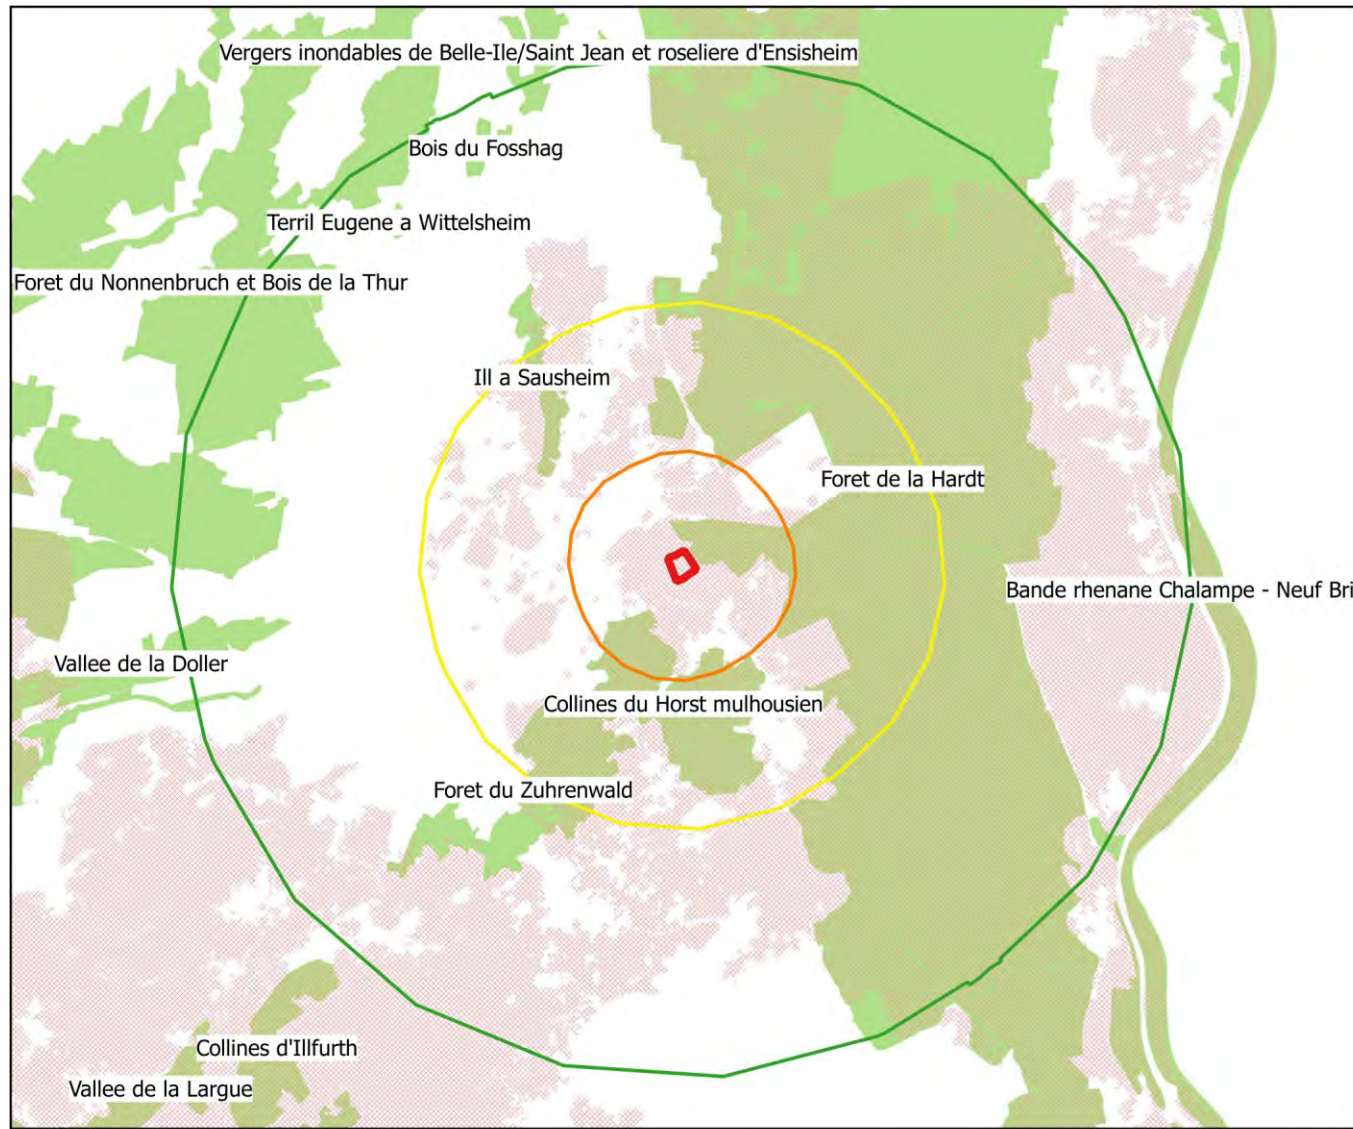 Vergers inondables de Belle-Ile/Saint Jean et roseliere d'Ensisheim
Bois du Fosshag
Terril Eugene a Wittelsheim
Foret du Nonnenbruch et Bois de la Thur
Ill a Sausheim
Foret de la Hardt
Bande rhenane Chalampe - Neuf Bri
Vallee de la Doller
Collines du Horst mulhousien
Foret du Zuhrenwald
Collines d'Illfurth
Vallee de la Largue